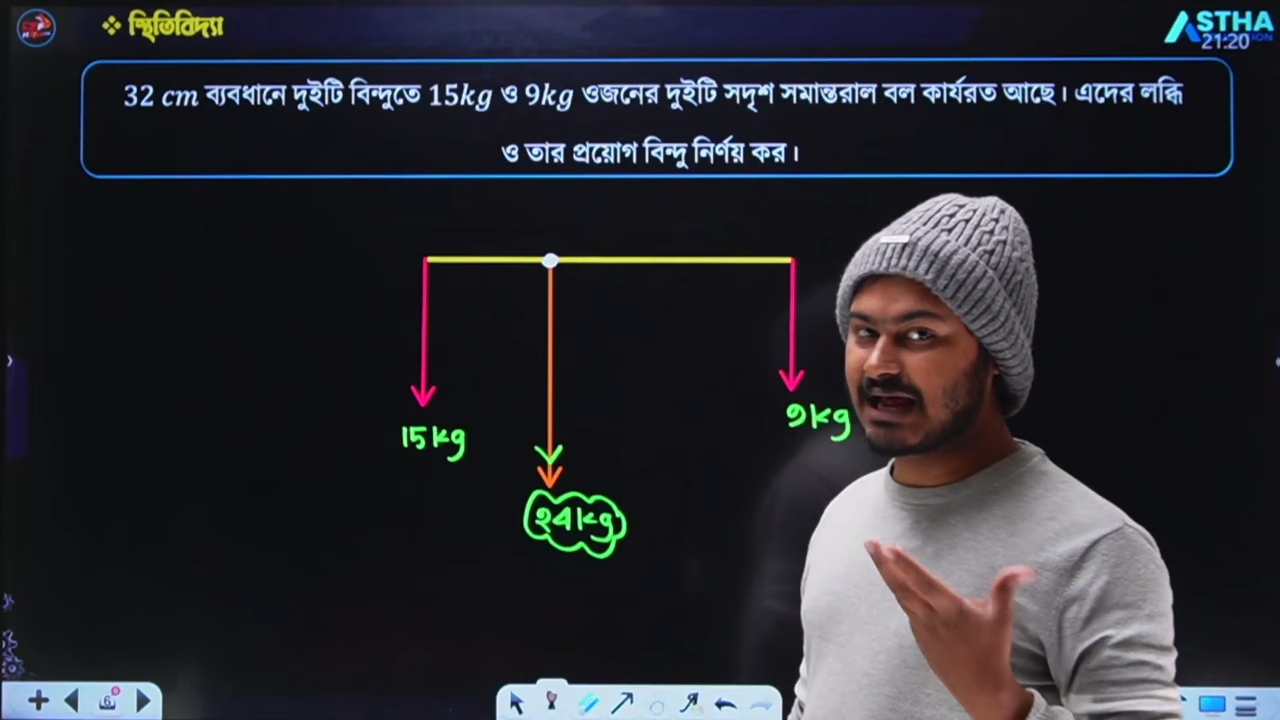 ❖ স্থিতিবিদ্যা
ASTHA
21:20
32 cm ব্যবধানে দুইটি বিন্দুতে 15kg ও 9kg ওজনের দুইটি সদৃশ সমান্তরাল বল কার্যরত আছে। এদের লব্ধি
ও তার প্রয়োগ বিন্দু নির্ণয় কর।
15kg
9kg
24kg